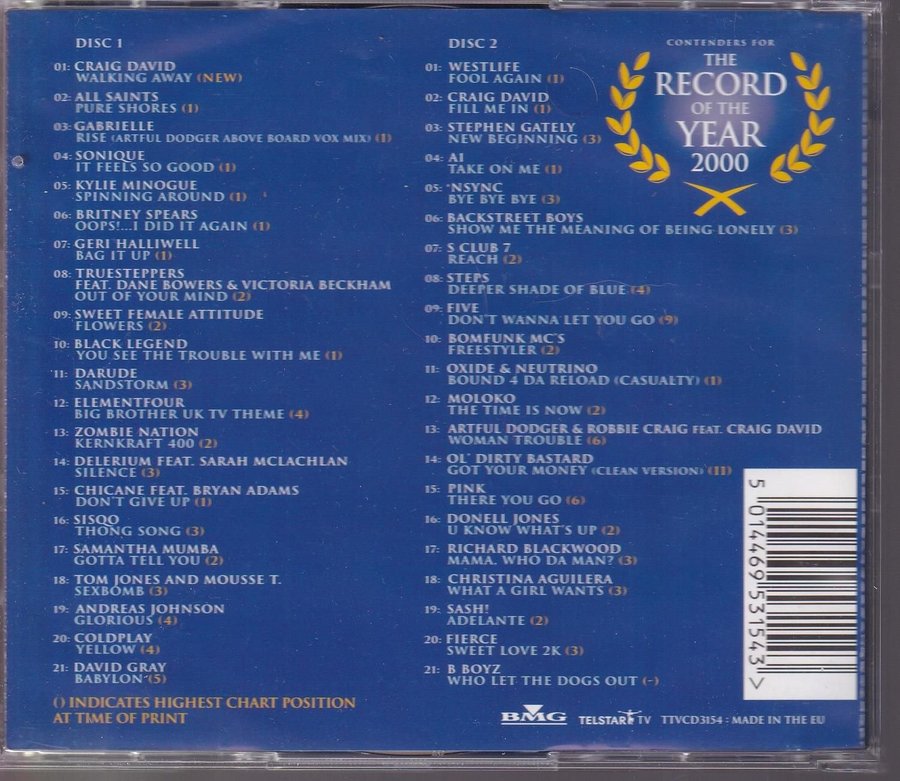 DISC 1
01: CRAIG DAVID
WALKING AWAY (NEW)
02: ALL SAINTS
PURE SHORES (1)
03: GABRIELLE
RISE (ARTFUL DODGER ABOVE BOARD VOX MIX) (1)
04: SONIQUE
IT FEELS SO GOOD (1)
05: KYLIE MINOGUE
SPINNING AROUND (1)
06: BRITNEY SPEARS
OOPS!...I DID IT AGAIN (1)
07: GERI HALLIWELL
BAG IT UP (1)
08: TRUESTEPPERS
FEAT. DANE BOWERS & VICTORIA BECKHAM
OUT OF YOUR MIND (2)
09: SWEET FEMALE ATTITUDE
FLOWERS (2)
10: BLACK LEGEND
YOU SEE THE TROUBLE WITH ME (1)
11: DARUDE
SANDSTORM (3)
12: ELEMENTFOUR
BIG BROTHER UK TV THEME (4)
13: ZOMBIE NATION
KERNKRAFT 400 (2)
14: DELERIUM FEAT. SARAH MCLACHLAN
SILENCE (3)
15: CHICANE FEAT. BRYAN ADAMS
DON'T GIVE UP (1)
16: SISQO
THONG SONG (3)
17: SAMANTHA MUMBA
GOTTA TELL YOU (2)
18: TOM JONES AND MOUSSE T.
SEXBOMB (3)
19: ANDREAS JOHNSON
GLORIOUS (4)
20: COLDPLAY
YELLOW (4)
21: DAVID GRAY
BABYLON (5)
() INDICATES HIGHEST CHART POSITION
AT TIME OF PRINT
DISC 2
01: WESTLIFE
FOOL AGAIN (1)
02: CRAIG DAVID
FILL ME IN (1)
03: STEPHEN GATELY
NEW BEGINNING (3)
04: A1
TAKE ON ME (1)
05: 'NSYNC
BYE BYE BYE (3)
06: BACKSTREET BOYS
SHOW ME THE MEANING OF BEING LONELY (3)
07: S CLUB 7
REACH (2)
08: STEPS
DEEPER SHADE OF BLUE (4)
09: FIVE
DON'T WANNA LET YOU GO (9)
10: BOMFUNK MC'S
FREESTYLER (2)
11: OXIDE & NEUTRINO
BOUND 4 DA RELOAD (CASUALTY) (1)
12: MOLOKO
THE TIME IS NOW (2)
13: ARTFUL DODGER & ROBBIE CRAIG FEAT. CRAIG DAVID
WOMAN TROUBLE (6)
14: OL' DIRTY BASTARD
GOT YOUR MONEY (CLEAN VERSION) (11)
15: PINK
THERE YOU GO (6)
16: DONELL JONES
U KNOW WHAT'S UP (2)
17: RICHARD BLACKWOOD
MAMA. WHO DA MAN? (3)
18: CHRISTINA AGUILERA
WHAT A GIRL WANTS (3)
19: SASH!
ADELANTE (2)
20: FIERCE
SWEET LOVE 2K (3)
21: B BOYZ
WHO LET THE DOGS OUT (-)
CONTENDERS FOR
THE
RECORD
OF THE
YEAR
2000
5 014469 531543 >
BMG TELSTAR TV TTVCD3154 : MADE IN THE EU